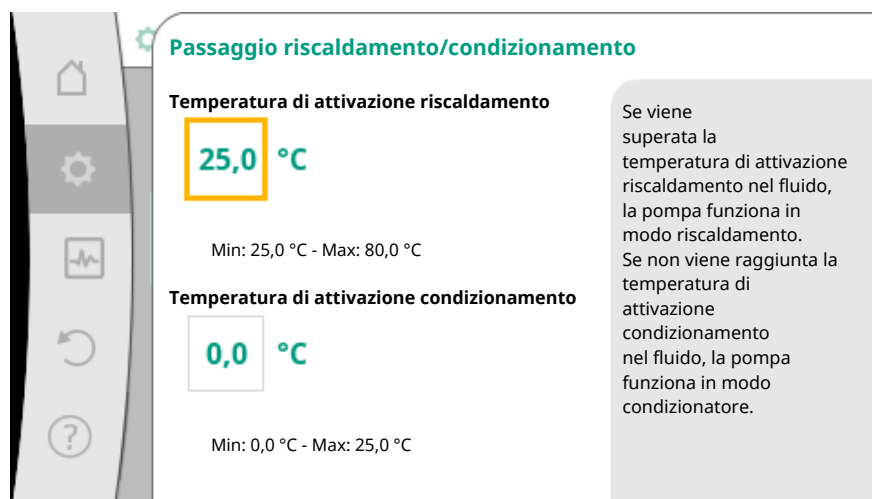 Passaggio riscaldamento/condizionamento
Temperatura di attivazione riscaldamento
25,0 °C
Min: 25,0 °C - Max: 80,0 °C
Temperatura di attivazione condizionamento
0,0 °C
Min: 0,0 °C - Max: 25,0 °C
Se viene
superata la
temperatura di attivazione
riscaldamento nel fluido,
la pompa funziona in
modo riscaldamento.
Se non viene raggiunta la
temperatura di
attivazione
condizionamento
nel fluido, la pompa
funziona in modo
condizionatore.
?